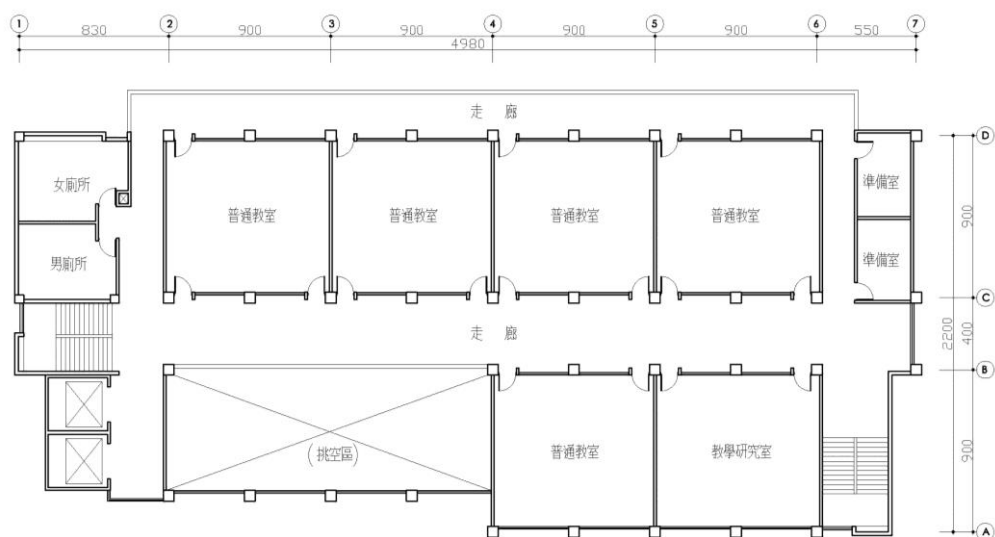 1 2 3 4 5 6 7
830 900 900 900 900 550
4980
走廊
D
女廁所
準備室
普通教室 普通教室 普通教室 普通教室
900
男廁所
準備室
C
走廊
2200
400
B
(挑空區)
普通教室
教學研究室
900
A